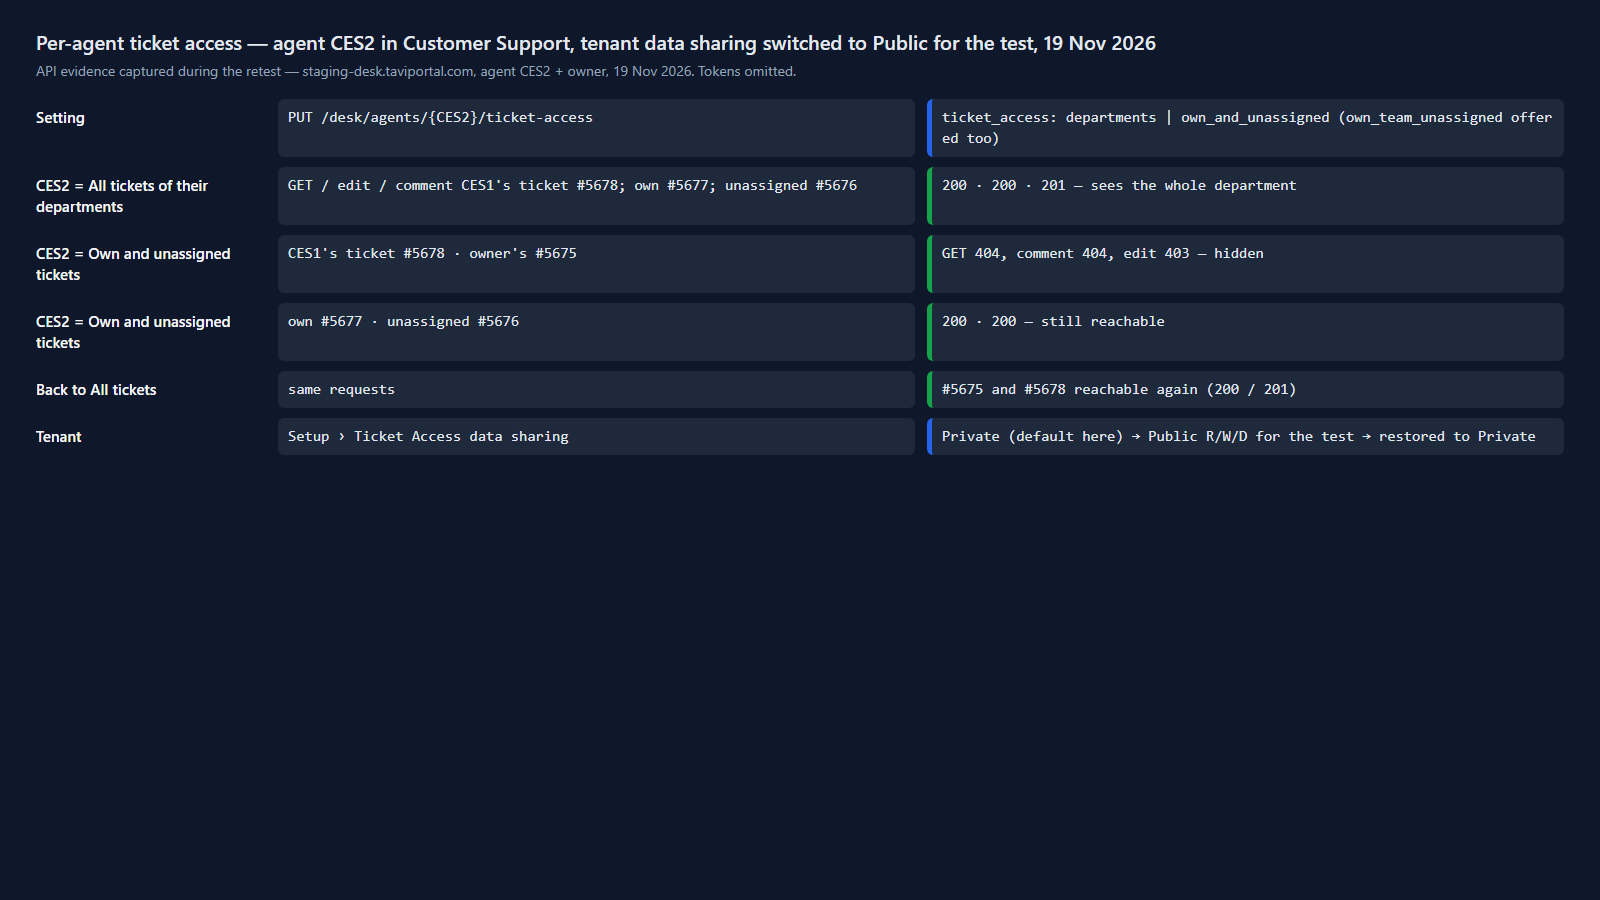 Per-agent ticket access — agent CES2 in Customer Support, tenant data sharing switched to Public for the test, 19 Nov 2026
API evidence captured during the retest — staging-desk.taviportal.com, agent CES2 + owner, 19 Nov 2026. Tokens omitted.
Setting
PUT /desk/agents/{CES2}/ticket-access
ticket_access: departments | own_and_unassigned (own_team_unassigned offer
ed too)
CES2 = All tickets of their
departments
GET / edit / comment CES1's ticket #5678; own #5677; unassigned #5676
200 · 200 · 201 — sees the whole department
CES2 = Own and unassigned
tickets
CES1's ticket #5678 · owner's #5675
GET 404, comment 404, edit 403 — hidden
CES2 = Own and unassigned
tickets
own #5677 · unassigned #5676
200 · 200 — still reachable
Back to All tickets
same requests
#5675 and #5678 reachable again (200 / 201)
Tenant
Setup › Ticket Access data sharing
Private (default here) → Public R/W/D for the test → restored to Private